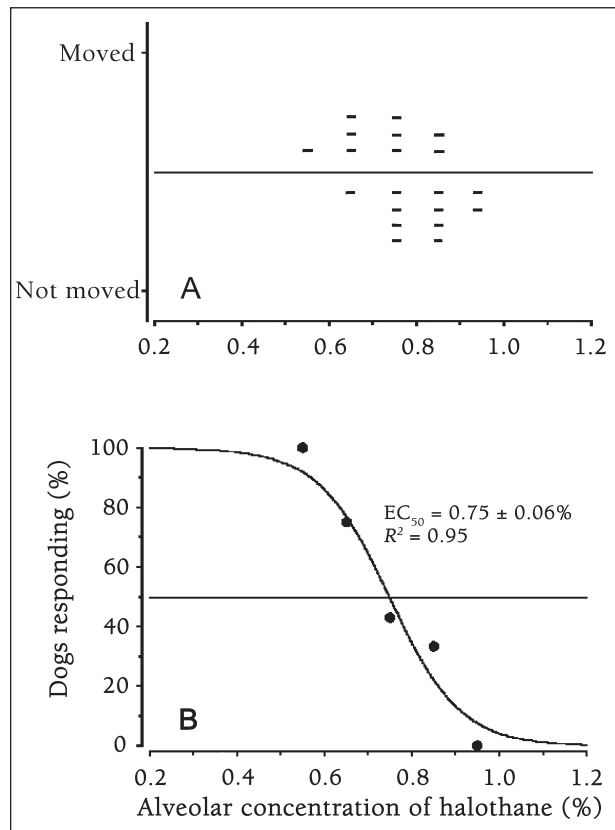 Moved
Not moved
A
0.2 0.4 0.6 0.8 1.0 1.2
100
80
60
40
20
0
Dogs responding (%)
EC50 = 0.75 ± 0.06%
R² = 0.95
B
0.2 0.4 0.6 0.8 1.0 1.2
Alveolar concentration of halothane (%)